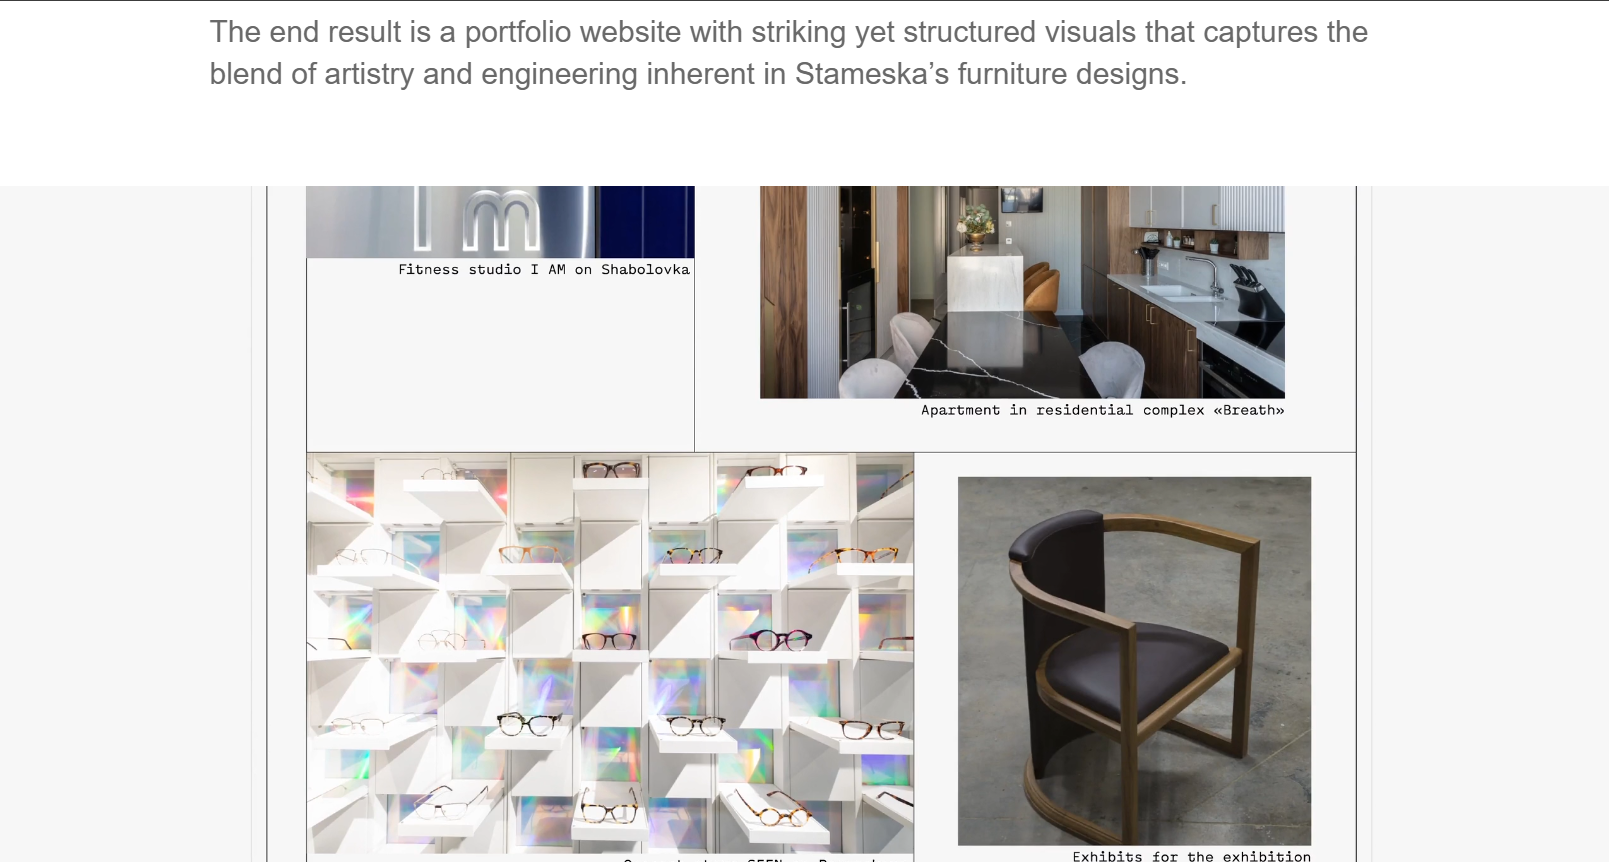 The end result is a portfolio website with striking yet structured visuals that captures the
blend of artistry and engineering inherent in Stameska’s furniture designs.
m
Fitness studio I AM on Shabolovka
Apartment in residential complex «Breath»
Exhibits for the exhibition